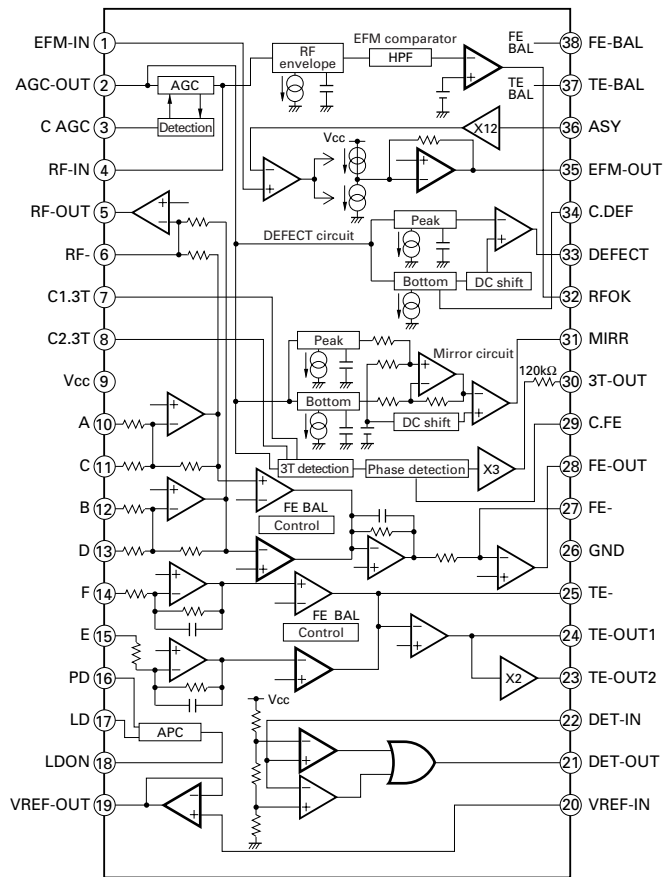 EFM-IN 1
AGC-OUT 2
C AGC 3
RF-IN 4
RF-OUT 5
RF- 6
C1.3T 7
C2.3T 8
Vcc 9
A 10
C 11
B 12
D 13
F 14
E 15
PD 16
LD 17
LDON 18
VREF-OUT 19
38 FE-BAL
37 TE-BAL
36 ASY
35 EFM-OUT
34 C.DEF
33 DEFECT
32 RFOK
31 MIRR
30 3T-OUT
29 C.FE
28 FE-OUT
27 FE-
26 GND
25 TE-
24 TE-OUT1
23 TE-OUT2
22 DET-IN
21 DET-OUT
20 VREF-IN
AGC
Detection
RF
envelope
EFM comparator
HPF
FE
BAL
TE
BAL
X12
Vcc
DEFECT circuit
Peak
Bottom
DC shift
Peak
Mirror circuit
Bottom
DC shift
120kΩ
3T detection
Phase detection
X3
FE BAL
Control
FE BAL
Control
X2
APC
Vcc